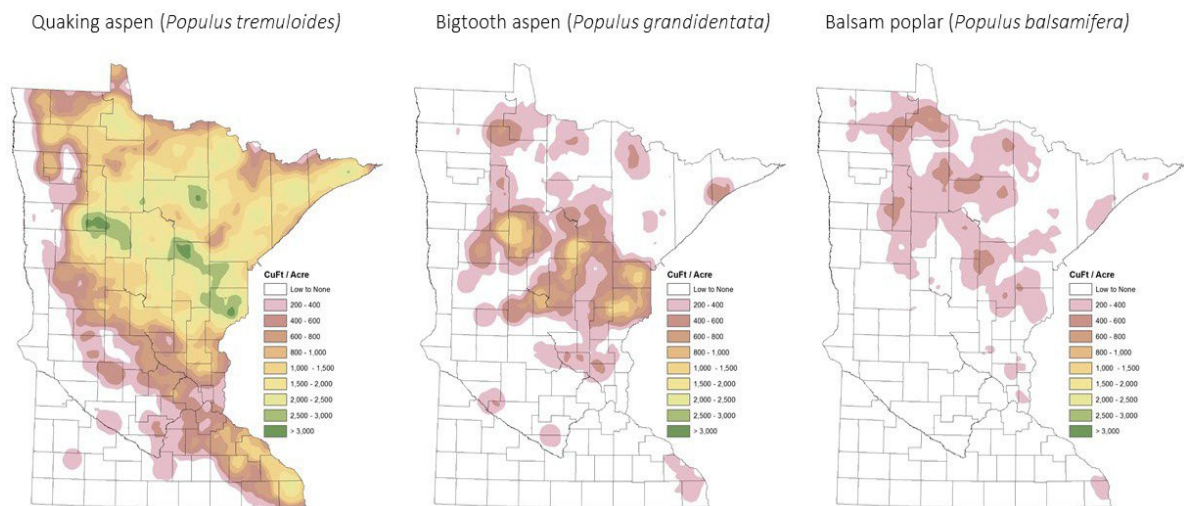 Quaking aspen (Populus tremuloides)
Bigtooth aspen (Populus grandidentata)
Balsam poplar (Populus balsamifera)
CuFt / Acre
Low to None
200 - 400
400 - 600
600 - 800
800 - 1,000
1,000 - 1,500
1,500 - 2,000
2,000 - 2,500
2,500 - 3,000
> 3,000
CuFt / Acre
Low to None
200 - 400
400 - 600
600 - 800
800 - 1,000
1,000 - 1,500
1,500 - 2,000
2,000 - 2,500
2,500 - 3,000
> 3,000
CuFt / Acre
Low to None
200 - 400
400 - 600
600 - 800
800 - 1,000
1,000 - 1,500
1,500 - 2,000
2,000 - 2,500
2,500 - 3,000
> 3,000